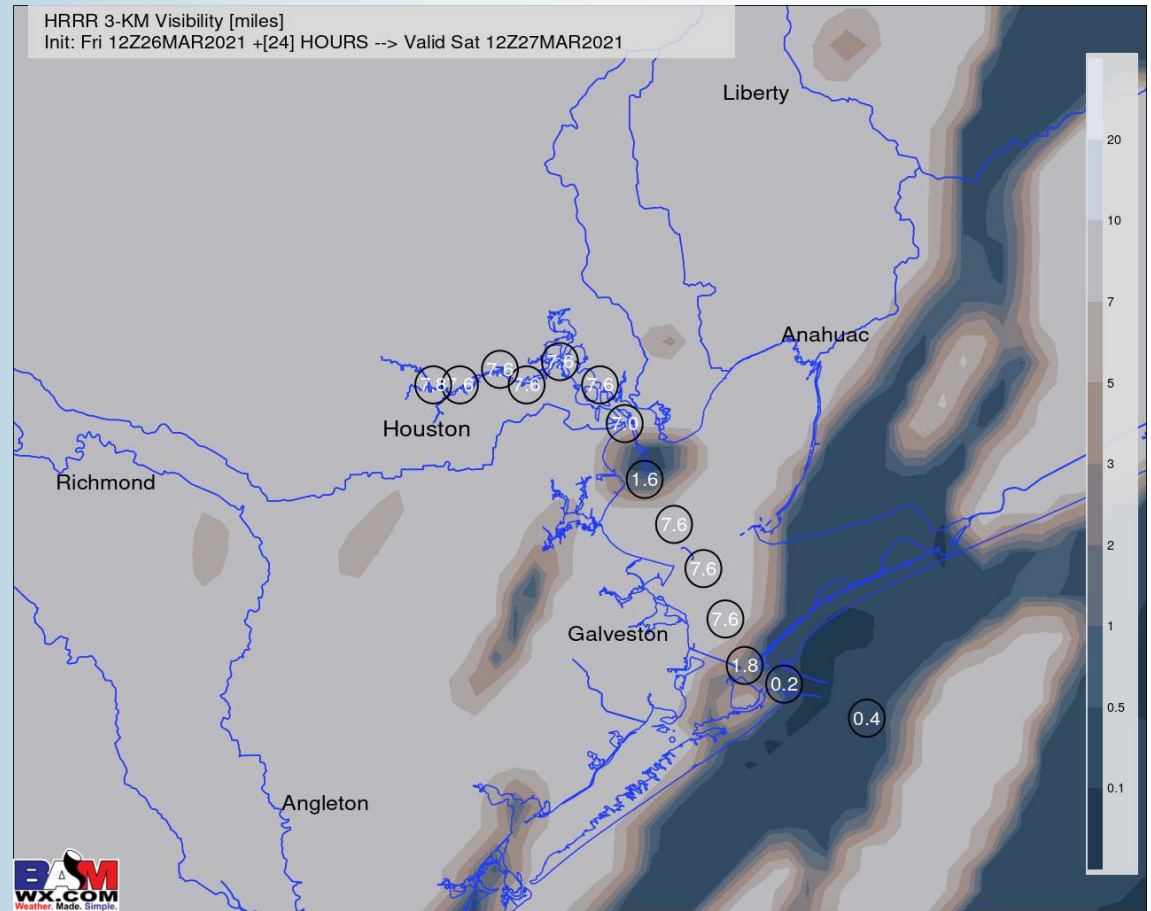 HRRR 3-KM Visibility [miles]
Init: Fri 12Z26MAR2021 +[24] HOURS --> Valid Sat 12Z27MAR2021
Liberty
20
10
7
Anahuac
7.6
7.6
5
7.8
7.6
7.6
7.6
7.0
Houston
3
Richmond
1.6
7.6
2
7.6
7.6
1
Galveston
1.8
0.2
0.5
0.4
0.1
Angleton
BAM
WX.COM
Weather. Made. Simple.